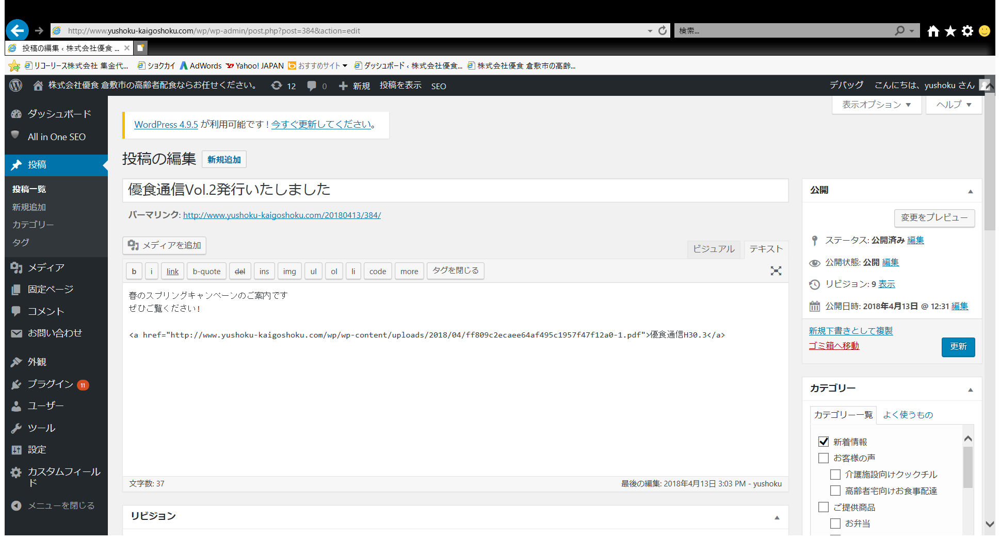 http://www.yushoku-kaigoshoku.com/wp/wp-admin/post.php?post=384&action=edit
検索...
投稿の編集 ‹ 株式会社優食 ...
リコーリース株式会社 集金代... ショクカイ AdWords Yahoo! JAPAN おすすめサイト ダッシュボード ‹ 株式会社優食... 株式会社優食 倉敷市の高齢...
株式会社優食 倉敷市の高齢者配食ならお任せください。 12 0 新規 投稿を表示 SEO デバッグ こんにちは、yushoku さん
表示オプション ▼ ヘルプ ▼
ダッシュボード
All in One SEO
投稿
投稿一覧
新規追加
カテゴリー
タグ
メディア
固定ページ
コメント
お問い合わせ
外観
プラグイン 11
ユーザー
ツール
設定
カスタムフィール
ド
メニューを閉じる
WordPress 4.9.5 が利用可能です ! 今すぐ更新してください。
投稿の編集 新規追加
優食通信Vol.2発行いたしました
パーマリンク: http://www.yushoku-kaigoshoku.com/20180413/384/
メディアを追加
ビジュアル テキスト
b i link b-quote del ins img ul ol li code more タグを閉じる
春のスプリングキャンペーンのご案内です
ぜひご覧ください!
<a href="http://www.yushoku-kaigoshoku.com/wp/wp-content/uploads/2018/04/ff809c2ecaee64af495c1957f47f12a0-1.pdf">優食通信H30.3</a>
文字数: 37
最後の編集: 2018年4月13日 3:03 PM - yushoku
リビジョン
公開
変更をプレビュー
ステータス: 公開済み 編集
公開状態: 公開 編集
リビジョン: 9 表示
公開日時: 2018年4月13日 @ 12:31 編集
新規下書きとして複製
ゴミ箱へ移動
更新
カテゴリー
カテゴリー一覧 よく使うもの
新着情報
お客様の声
介護施設向けクックチル
高齢者宅向けお食事配達
ご提供商品
お弁当